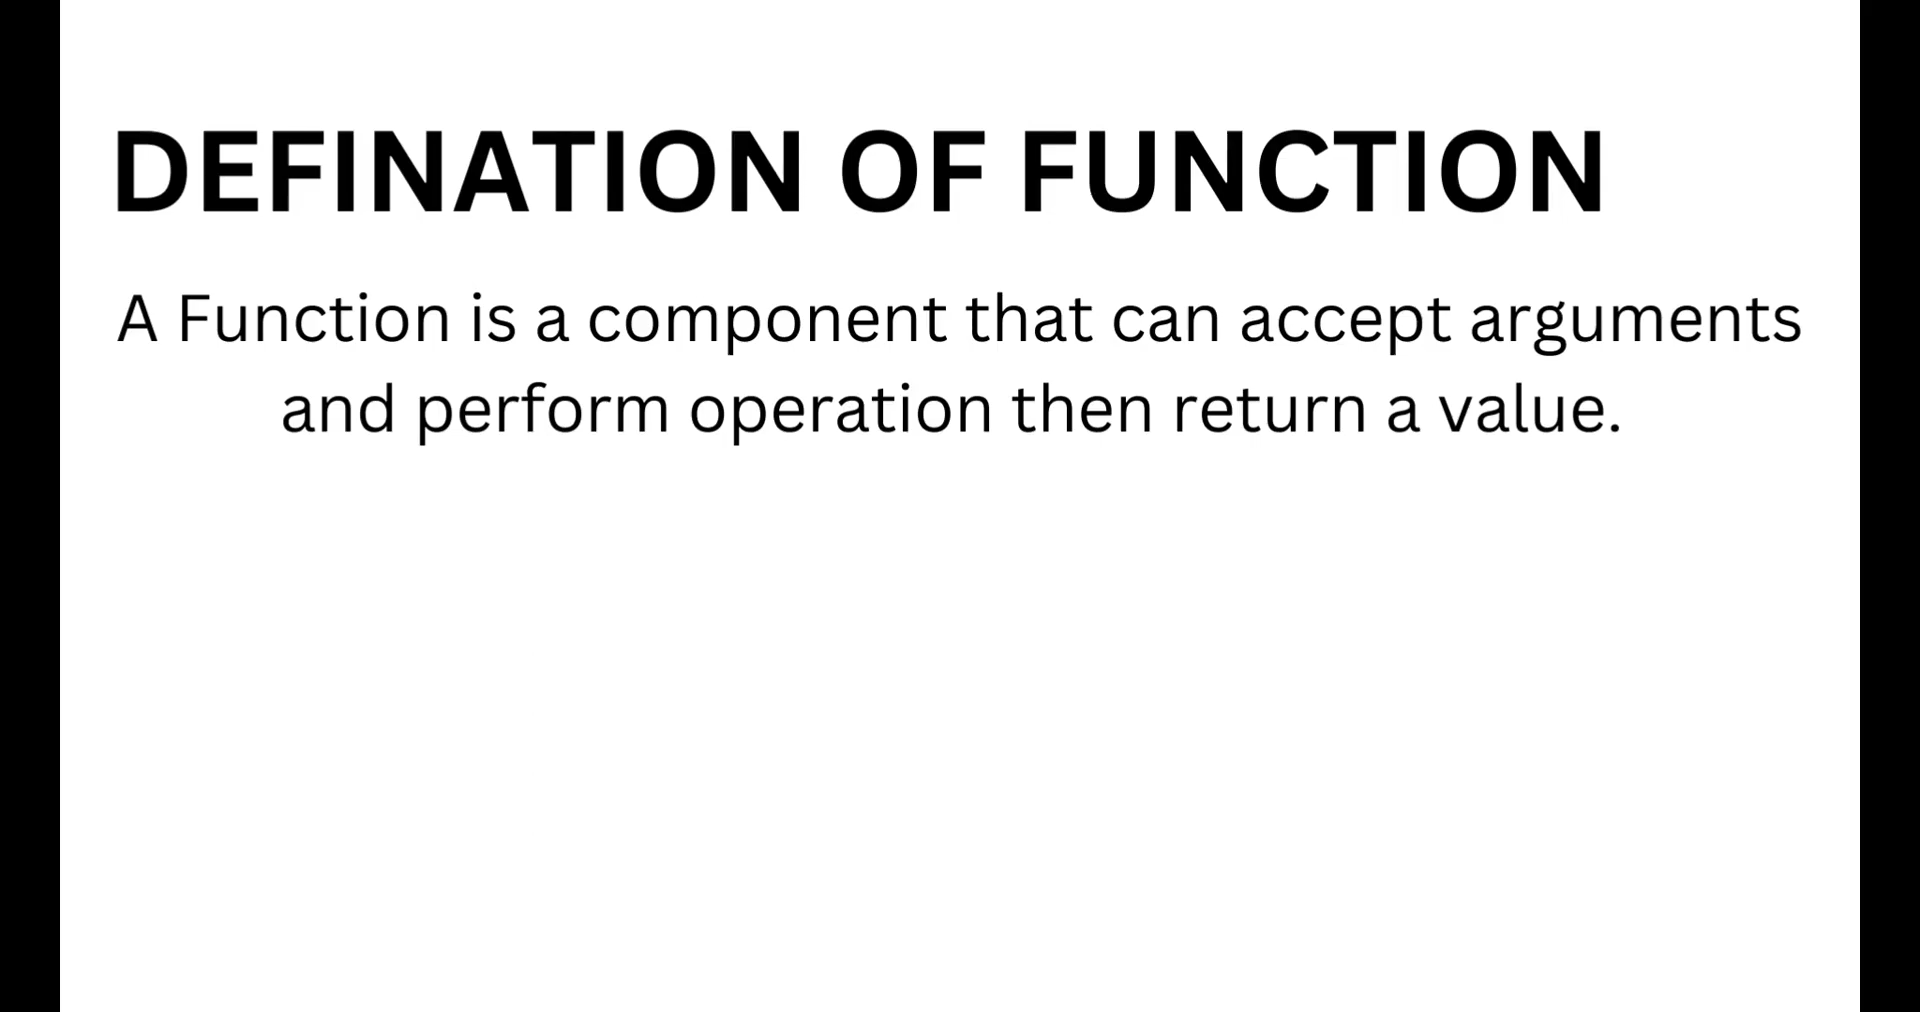 DEFINATION OF FUNCTION
A Function is a component that can accept arguments
and perform operation then return a value.